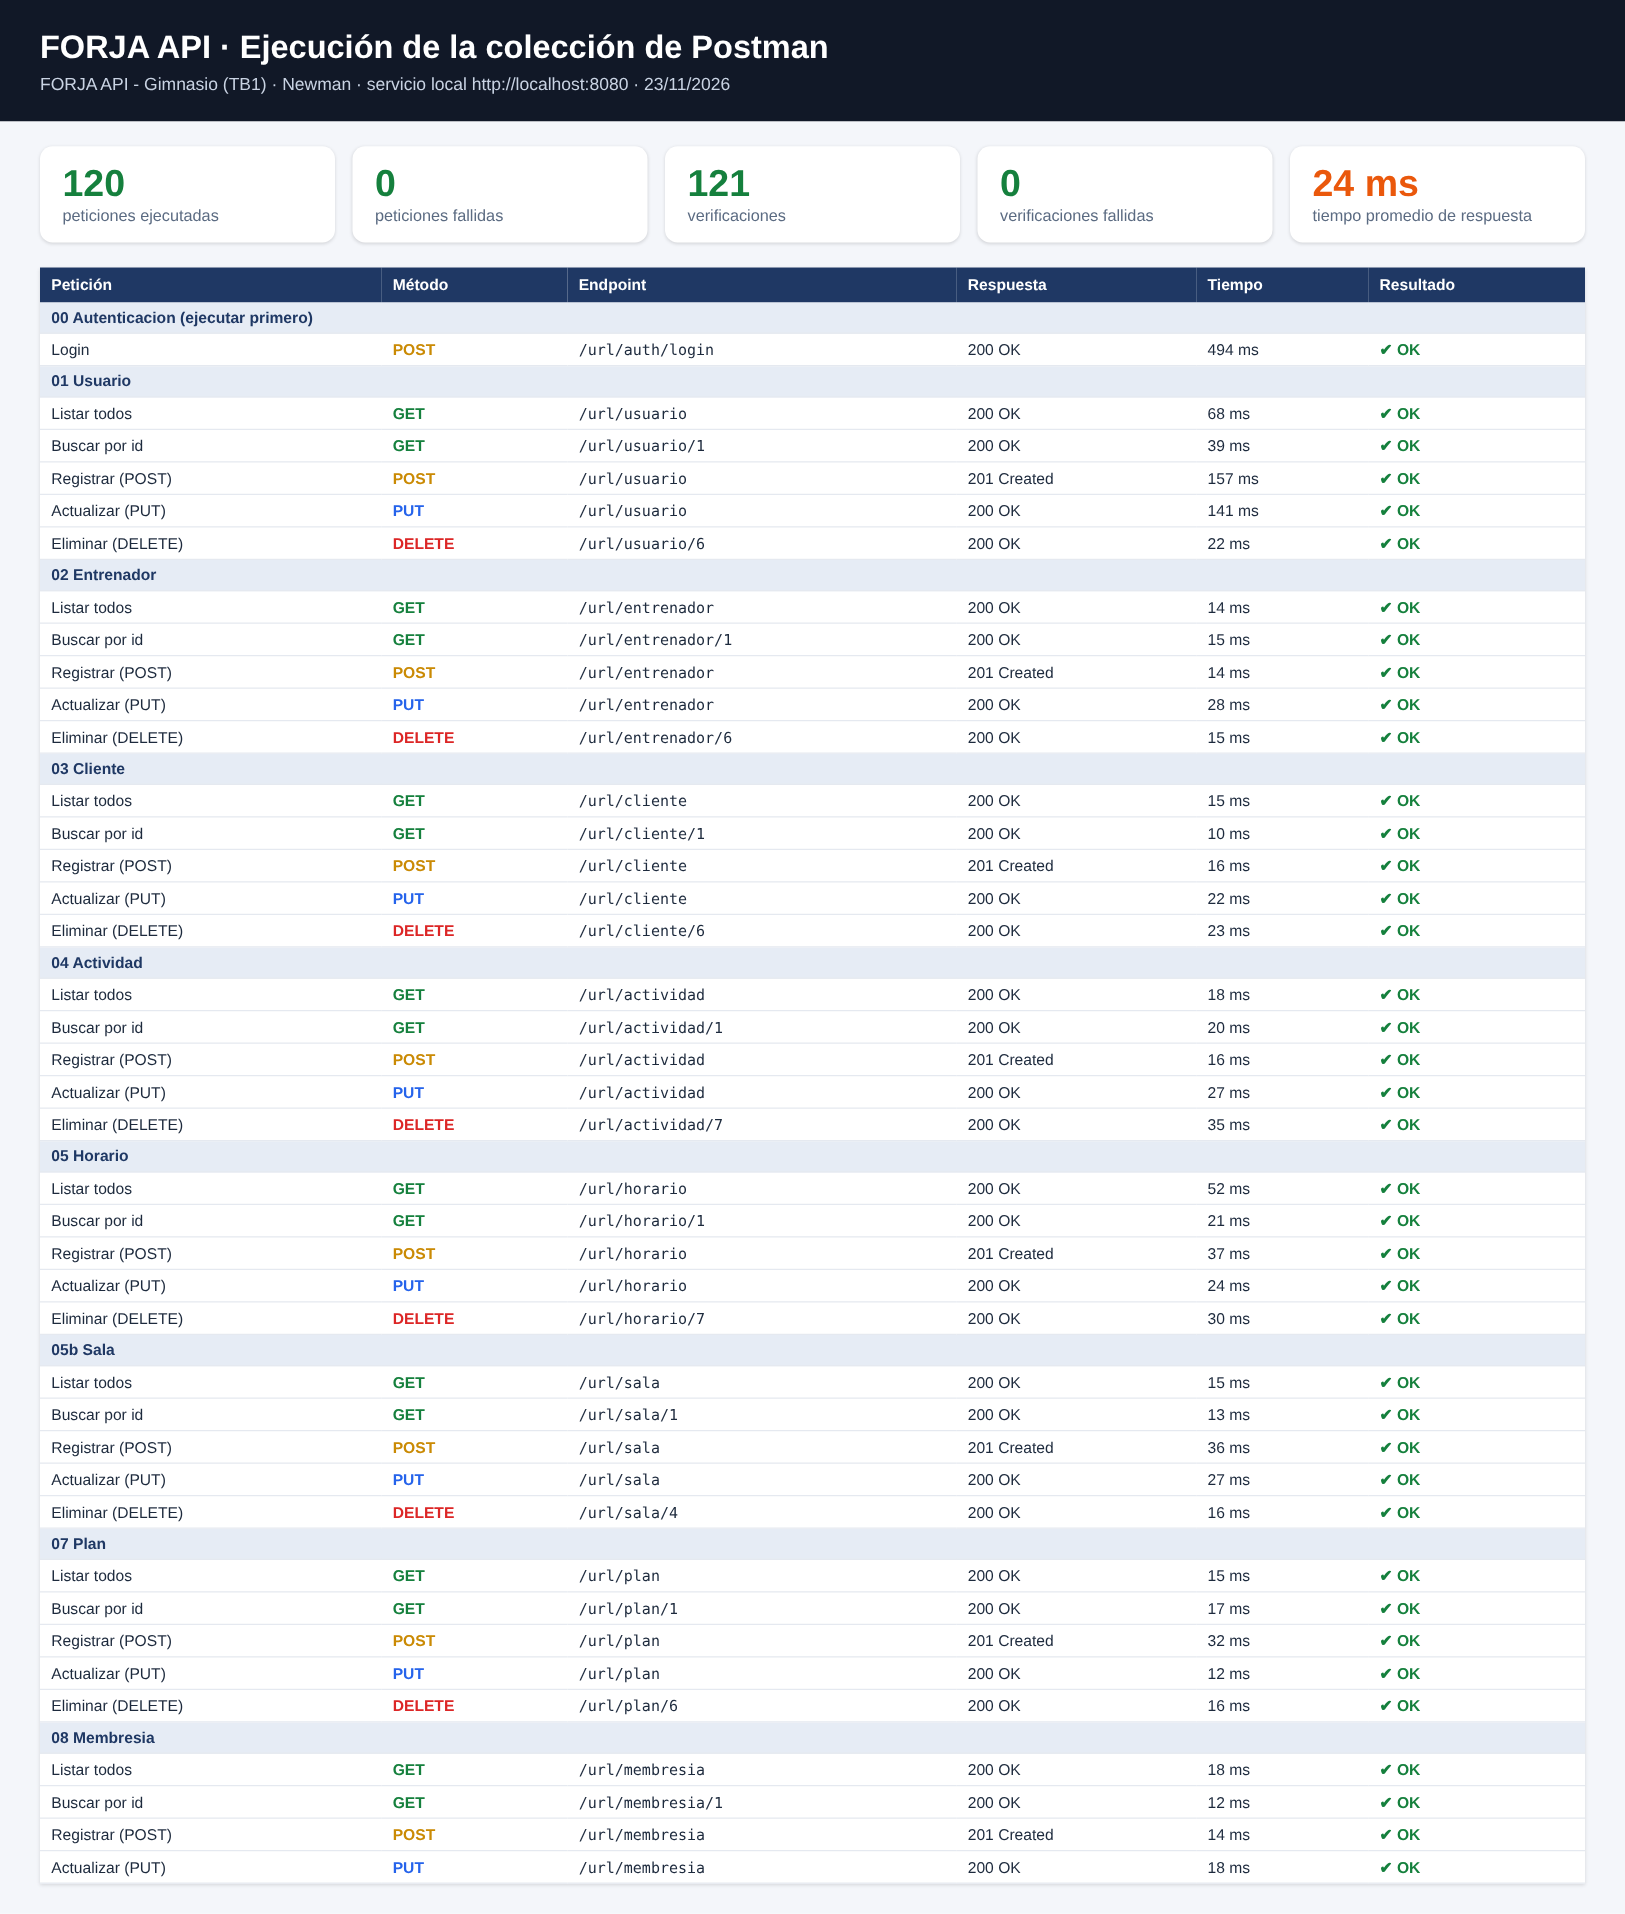 FORJA API · Ejecución de la colección de Postman
FORJA API - Gimnasio (TB1) · Newman · servicio local http://localhost:8080 · 23/11/2026
120 0 121 0 24 ms
peticiones ejecutadas peticiones fallidas verificaciones verificaciones fallidas tiempo promedio de respuesta
Petición Método Endpoint Respuesta Tiempo Resultado
00 Autenticacion (ejecutar primero)
Login POST /url/auth/login 200 OK 494 ms ✔ OK
01 Usuario
Listar todos GET /url/usuario 200 OK 68 ms ✔ OK
Buscar por id GET /url/usuario/1 200 OK 39 ms ✔ OK
Registrar (POST) POST /url/usuario 201 Created 157 ms ✔ OK
Actualizar (PUT) PUT /url/usuario 200 OK 141 ms ✔ OK
Eliminar (DELETE) DELETE /url/usuario/6 200 OK 22 ms ✔ OK
02 Entrenador
Listar todos GET /url/entrenador 200 OK 14 ms ✔ OK
Buscar por id GET /url/entrenador/1 200 OK 15 ms ✔ OK
Registrar (POST) POST /url/entrenador 201 Created 14 ms ✔ OK
Actualizar (PUT) PUT /url/entrenador 200 OK 28 ms ✔ OK
Eliminar (DELETE) DELETE /url/entrenador/6 200 OK 15 ms ✔ OK
03 Cliente
Listar todos GET /url/cliente 200 OK 15 ms ✔ OK
Buscar por id GET /url/cliente/1 200 OK 10 ms ✔ OK
Registrar (POST) POST /url/cliente 201 Created 16 ms ✔ OK
Actualizar (PUT) PUT /url/cliente 200 OK 22 ms ✔ OK
Eliminar (DELETE) DELETE /url/cliente/6 200 OK 23 ms ✔ OK
04 Actividad
Listar todos GET /url/actividad 200 OK 18 ms ✔ OK
Buscar por id GET /url/actividad/1 200 OK 20 ms ✔ OK
Registrar (POST) POST /url/actividad 201 Created 16 ms ✔ OK
Actualizar (PUT) PUT /url/actividad 200 OK 27 ms ✔ OK
Eliminar (DELETE) DELETE /url/actividad/7 200 OK 35 ms ✔ OK
05 Horario
Listar todos GET /url/horario 200 OK 52 ms ✔ OK
Buscar por id GET /url/horario/1 200 OK 21 ms ✔ OK
Registrar (POST) POST /url/horario 201 Created 37 ms ✔ OK
Actualizar (PUT) PUT /url/horario 200 OK 24 ms ✔ OK
Eliminar (DELETE) DELETE /url/horario/7 200 OK 30 ms ✔ OK
05b Sala
Listar todos GET /url/sala 200 OK 15 ms ✔ OK
Buscar por id GET /url/sala/1 200 OK 13 ms ✔ OK
Registrar (POST) POST /url/sala 201 Created 36 ms ✔ OK
Actualizar (PUT) PUT /url/sala 200 OK 27 ms ✔ OK
Eliminar (DELETE) DELETE /url/sala/4 200 OK 16 ms ✔ OK
07 Plan
Listar todos GET /url/plan 200 OK 15 ms ✔ OK
Buscar por id GET /url/plan/1 200 OK 17 ms ✔ OK
Registrar (POST) POST /url/plan 201 Created 32 ms ✔ OK
Actualizar (PUT) PUT /url/plan 200 OK 12 ms ✔ OK
Eliminar (DELETE) DELETE /url/plan/6 200 OK 16 ms ✔ OK
08 Membresia
Listar todos GET /url/membresia 200 OK 18 ms ✔ OK
Buscar por id GET /url/membresia/1 200 OK 12 ms ✔ OK
Registrar (POST) POST /url/membresia 201 Created 14 ms ✔ OK
Actualizar (PUT) PUT /url/membresia 200 OK 18 ms ✔ OK